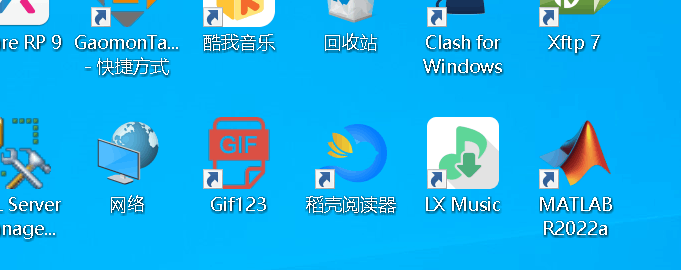 re RP 9
GaomonTa...
- 快捷方式
酷我音乐
回收站
Clash for
Windows
Xftp 7
L Server
nage...
网络
GIF
Gif123
稻壳阅读器
LX Music
MATLAB
R2022a